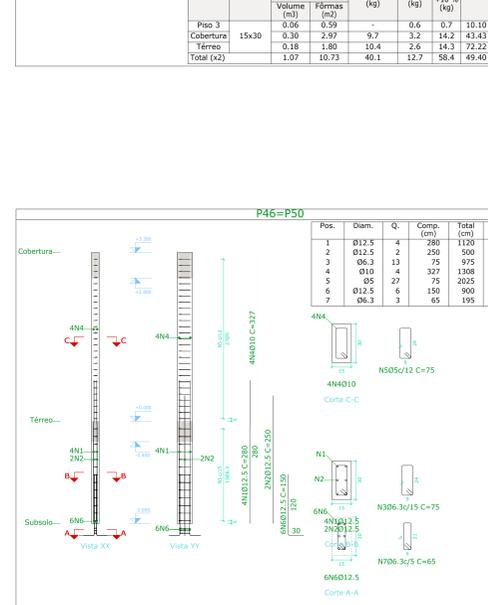 Volume (m3) Fôrmas (m2) (kg) (kg) +10 % (kg)
Piso 3 0.06 0.59 - 0.6 0.7 10.10
Cobertura 15x30 0.30 2.97 9.7 3.2 14.2 43.43
Térreo 0.18 1.80 10.4 2.6 14.3 72.22
Total (x2) 1.07 10.73 40.1 12.7 58.4 49.40
P46=P50
Pos. Diam. Q. Comp. (cm) Total (cm)
1 Ø12.5 4 280 1120
2 Ø12.5 2 250 500
3 Ø6.3 13 75 975
4 Ø10 4 327 1308
5 Ø5 27 75 2025
6 Ø12.5 6 150 900
7 Ø6.3 3 65 195
Cobertura
4N4
C
C
4N4
4N4Ø10 C=327
4N4
N5Ø5c/12 C=75
15
4N4Ø10
Corte C-C
Térreo
4N1
2N2
4N1
2N2
B
B
4N1Ø12.5 C=280
280
2N2Ø12.5 C=250
6N6Ø12.5 C=150
120
30
Subsolo
6N6
A
A
6N6
Vista XX
Vista YY
N1
N2
15
N3Ø6.3c/15 C=75
6N6
4N1Ø12.5
2N2Ø12.5
Corte B-B
15
N7Ø6.3c/5 C=65
6N6Ø12.5
Corte A-A